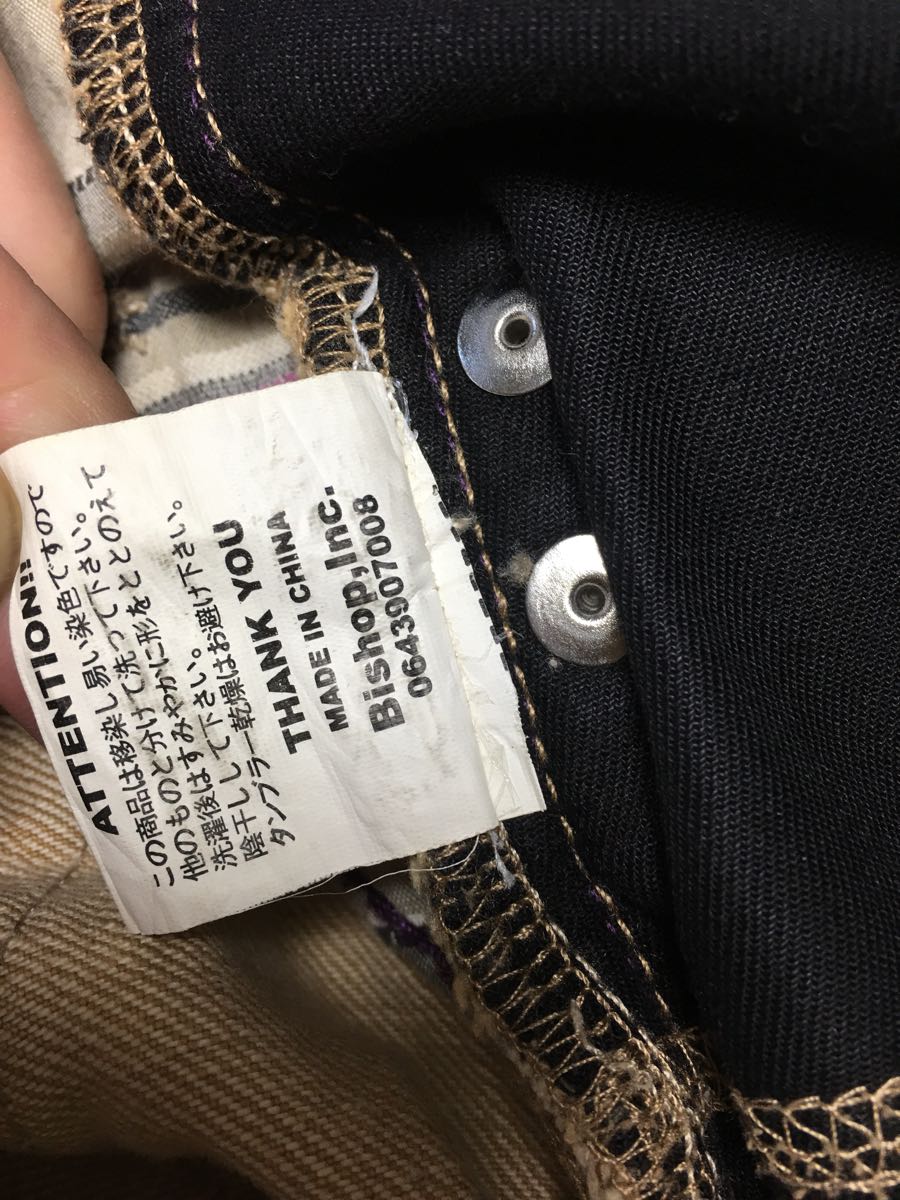 ATTENTION!!
この商品は移染し易い染色ですので
他のものと分けて洗って下さい。
洗濯後はすみやかに形をととのえて
陰干しして下さい。
タンブラー乾燥はお避け下さい。
THANK YOU
MADE IN CHINA
Bishop,Inc.
0643907008